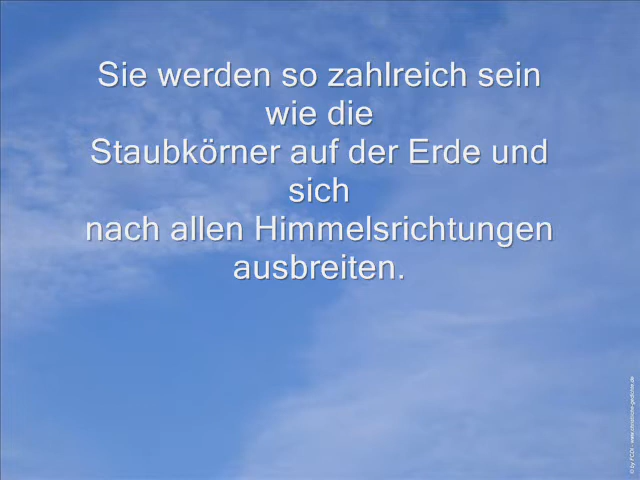 Sie werden so zahlreich sein
wie die
Staubkörner auf der Erde und
sich
nach allen Himmelsrichtungen
ausbreiten.